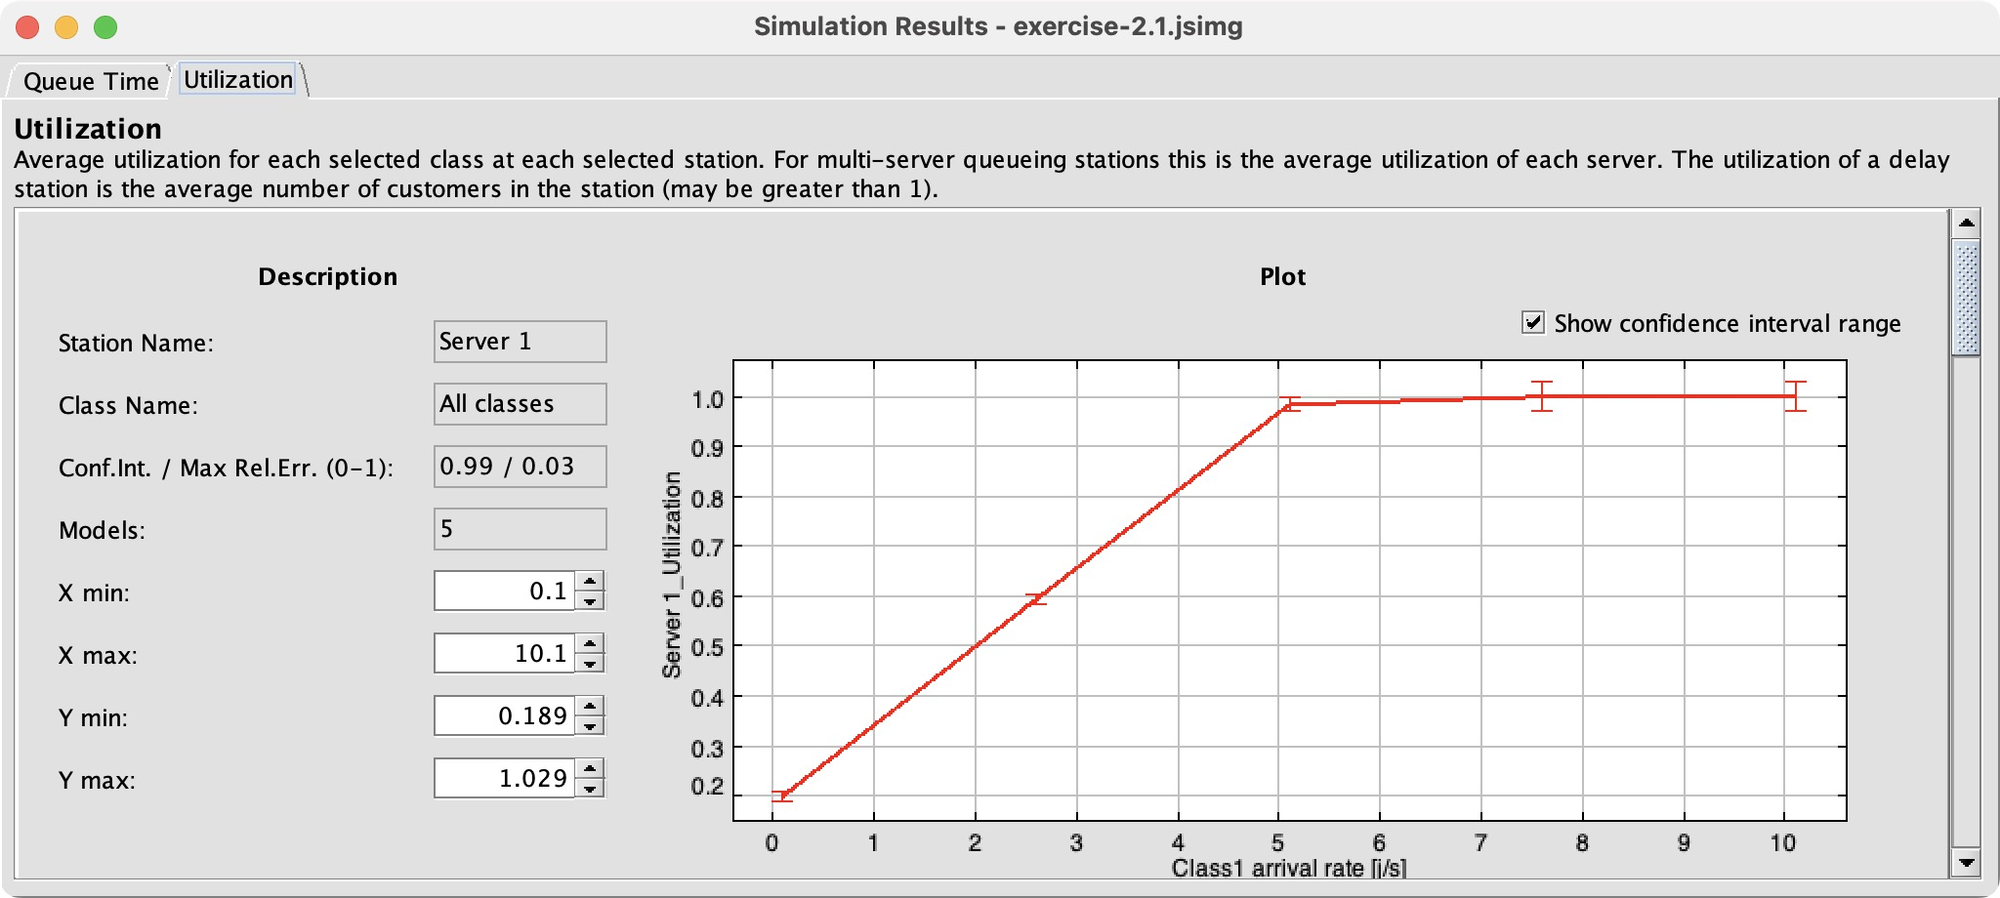 Simulation Results - exercise-2.1.jsimg
Queue Time
Utilization
Utilization
Average utilization for each selected class at each selected station. For multi-server queueing stations this is the average utilization of each server. The utilization of a delay
station is the average number of customers in the station (may be greater than 1).
Description
Plot
Show confidence interval range
Station Name: Server 1
Class Name: All classes
Conf.Int. / Max Rel.Err. (0-1): 0.99 / 0.03
Models: 5
X min: 0.1
X max: 10.1
Y min: 0.189
Y max: 1.029
Server 1_Utilization
1.0
0.9
0.8
0.7
0.6
0.5
0.4
0.3
0.2
0 1 2 3 4 5 6 7 8 9 10
Class1 arrival rate [j/s]